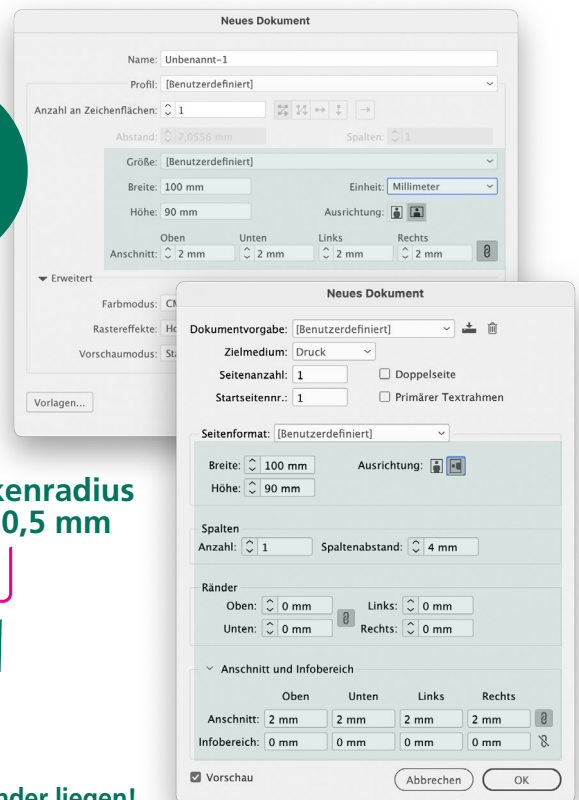 Neues Dokument
Name: Unbenannt-1
Profil: [Benutzerdefiniert]
Anzahl an Zeichenflächen: 1
Abstand: 7,0556 mm Spalten: 1
Größe: [Benutzerdefiniert]
Breite: 100 mm Einheit: Millimeter
Höhe: 90 mm Ausrichtung:
Oben Unten Links Rechts
Anschnitt: 2 mm 2 mm 2 mm 2 mm
Erweitert
Farbmodus:
Rastereffekte:
Vorschaumodus:
Vorlagen...
Neues Dokument
Dokumentvorgabe: [Benutzerdefiniert]
Zielmedium: Druck
Seitenanzahl: 1 Doppelseite
Startseitennr.: 1 Primärer Textrahmen
Seitenformat: [Benutzerdefiniert]
Breite: 100 mm Ausrichtung:
Höhe: 90 mm
Spalten
Anzahl: 1 Spaltenabstand: 4 mm
Ränder
Oben: 0 mm Links: 0 mm
Unten: 0 mm Rechts: 0 mm
Anschnitt und Infobereich
Oben Unten Links Rechts
Anschnitt: 2 mm 2 mm 2 mm 2 mm
Infobereich: 0 mm 0 mm 0 mm 0 mm
Vorschau Abbrechen OK
kenradius
0,5 mm
nder liegen!